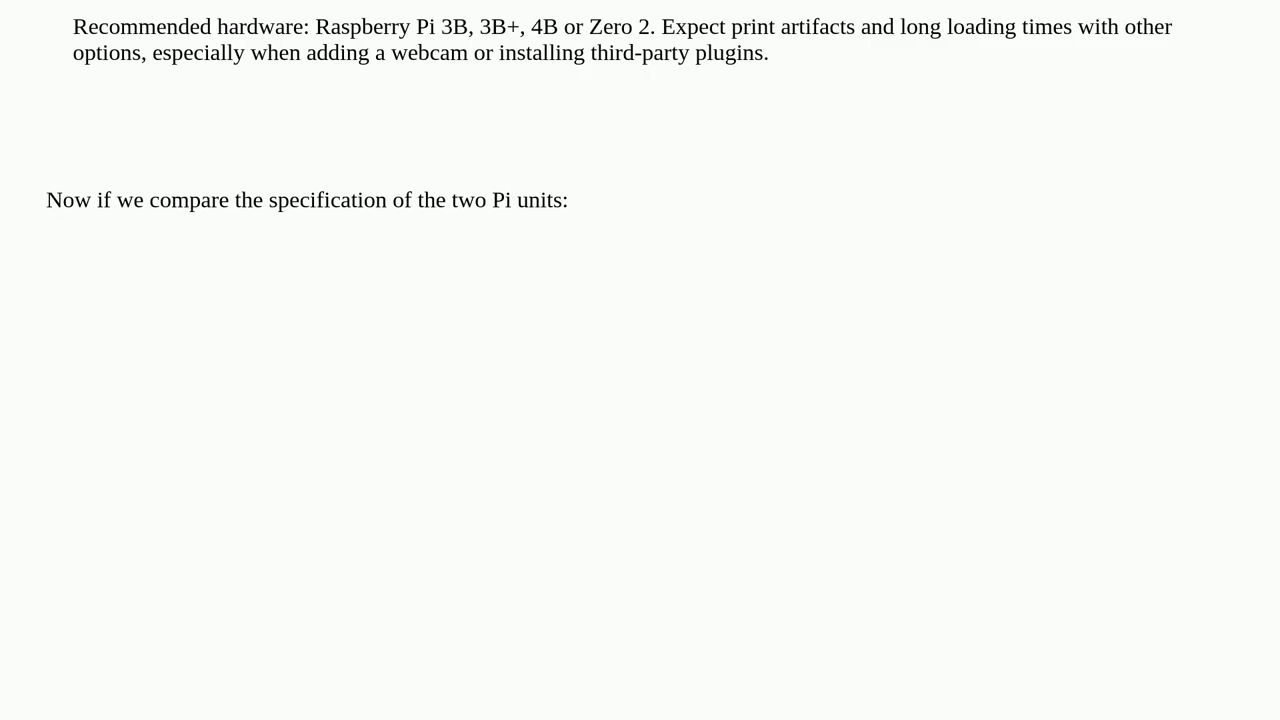 Recommended hardware: Raspberry Pi 3B, 3B+, 4B or Zero 2. Expect print artifacts and long loading times with other
options, especially when adding a webcam or installing third-party plugins.
Now if we compare the specification of the two Pi units: